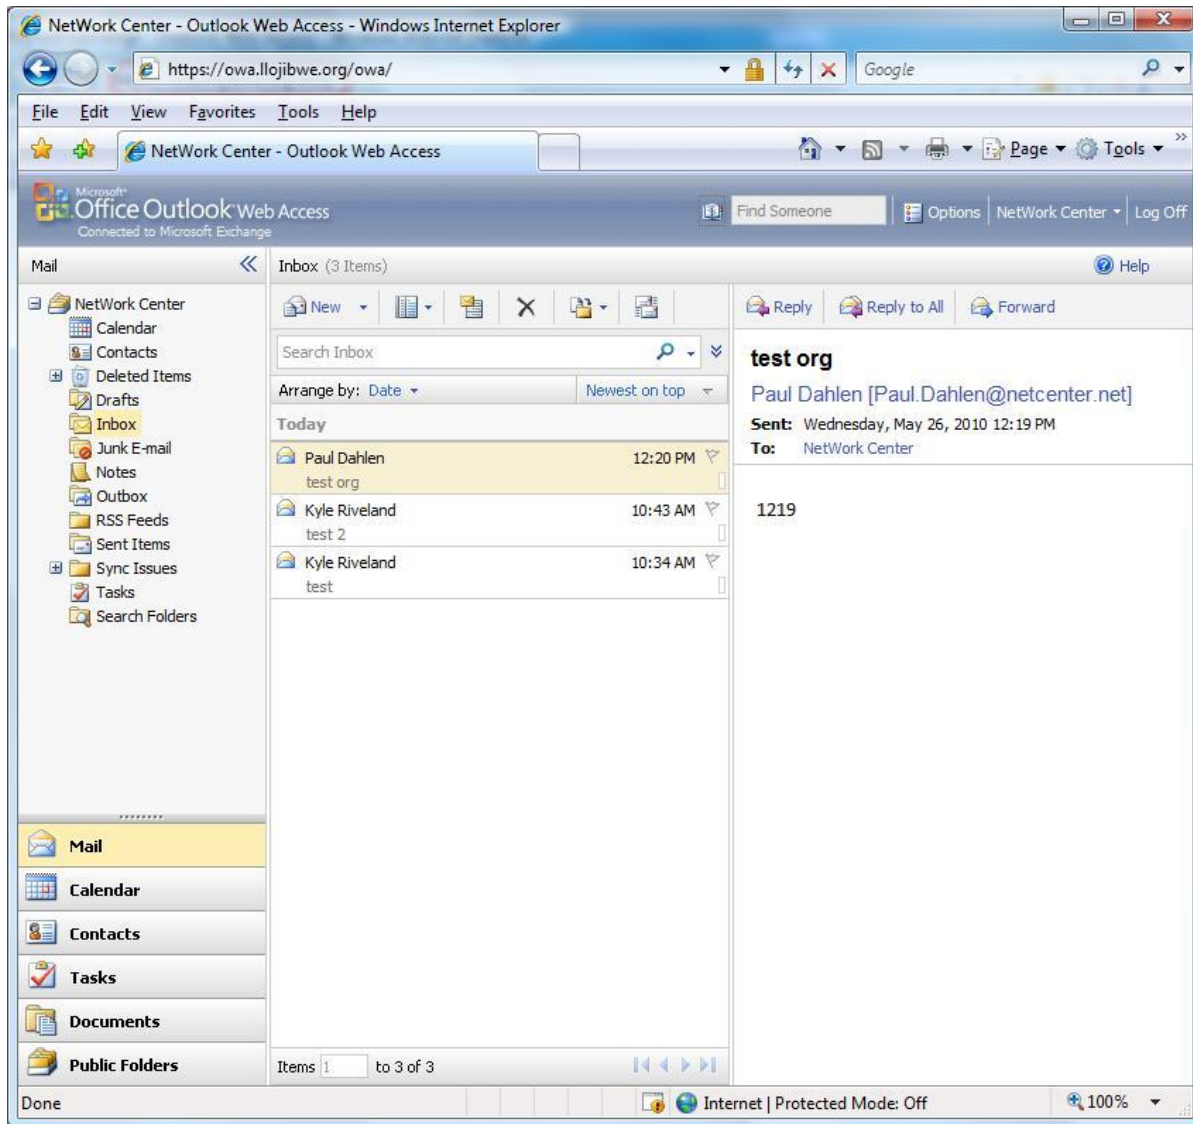 NetWork Center - Outlook Web Access - Windows Internet Explorer
https://owa.llojibwe.org/owa/
Google
File Edit View Favorites Tools Help
NetWork Center - Outlook Web Access
Page Tools
Microsoft®
Office Outlook® Web Access
Connected to Microsoft Exchange
Find Someone Options NetWork Center Log Off
Mail
Inbox (3 Items)
Help
NetWork Center
Calendar
Contacts
Deleted Items
Drafts
Inbox
Junk E-mail
Notes
Outbox
RSS Feeds
Sent Items
Sync Issues
Tasks
Search Folders
Mail
Calendar
Contacts
Tasks
Documents
Public Folders
New
Search Inbox
Arrange by: Date Newest on top
Today
Paul Dahlen 12:20 PM
test org
Kyle Riveland 10:43 AM
test 2
Kyle Riveland 10:34 AM
test
Items 1 to 3 of 3
Reply Reply to All Forward
test org
Paul Dahlen [Paul.Dahlen@netcenter.net]
Sent: Wednesday, May 26, 2010 12:19 PM
To: NetWork Center
1219
Done
Internet | Protected Mode: Off
100%